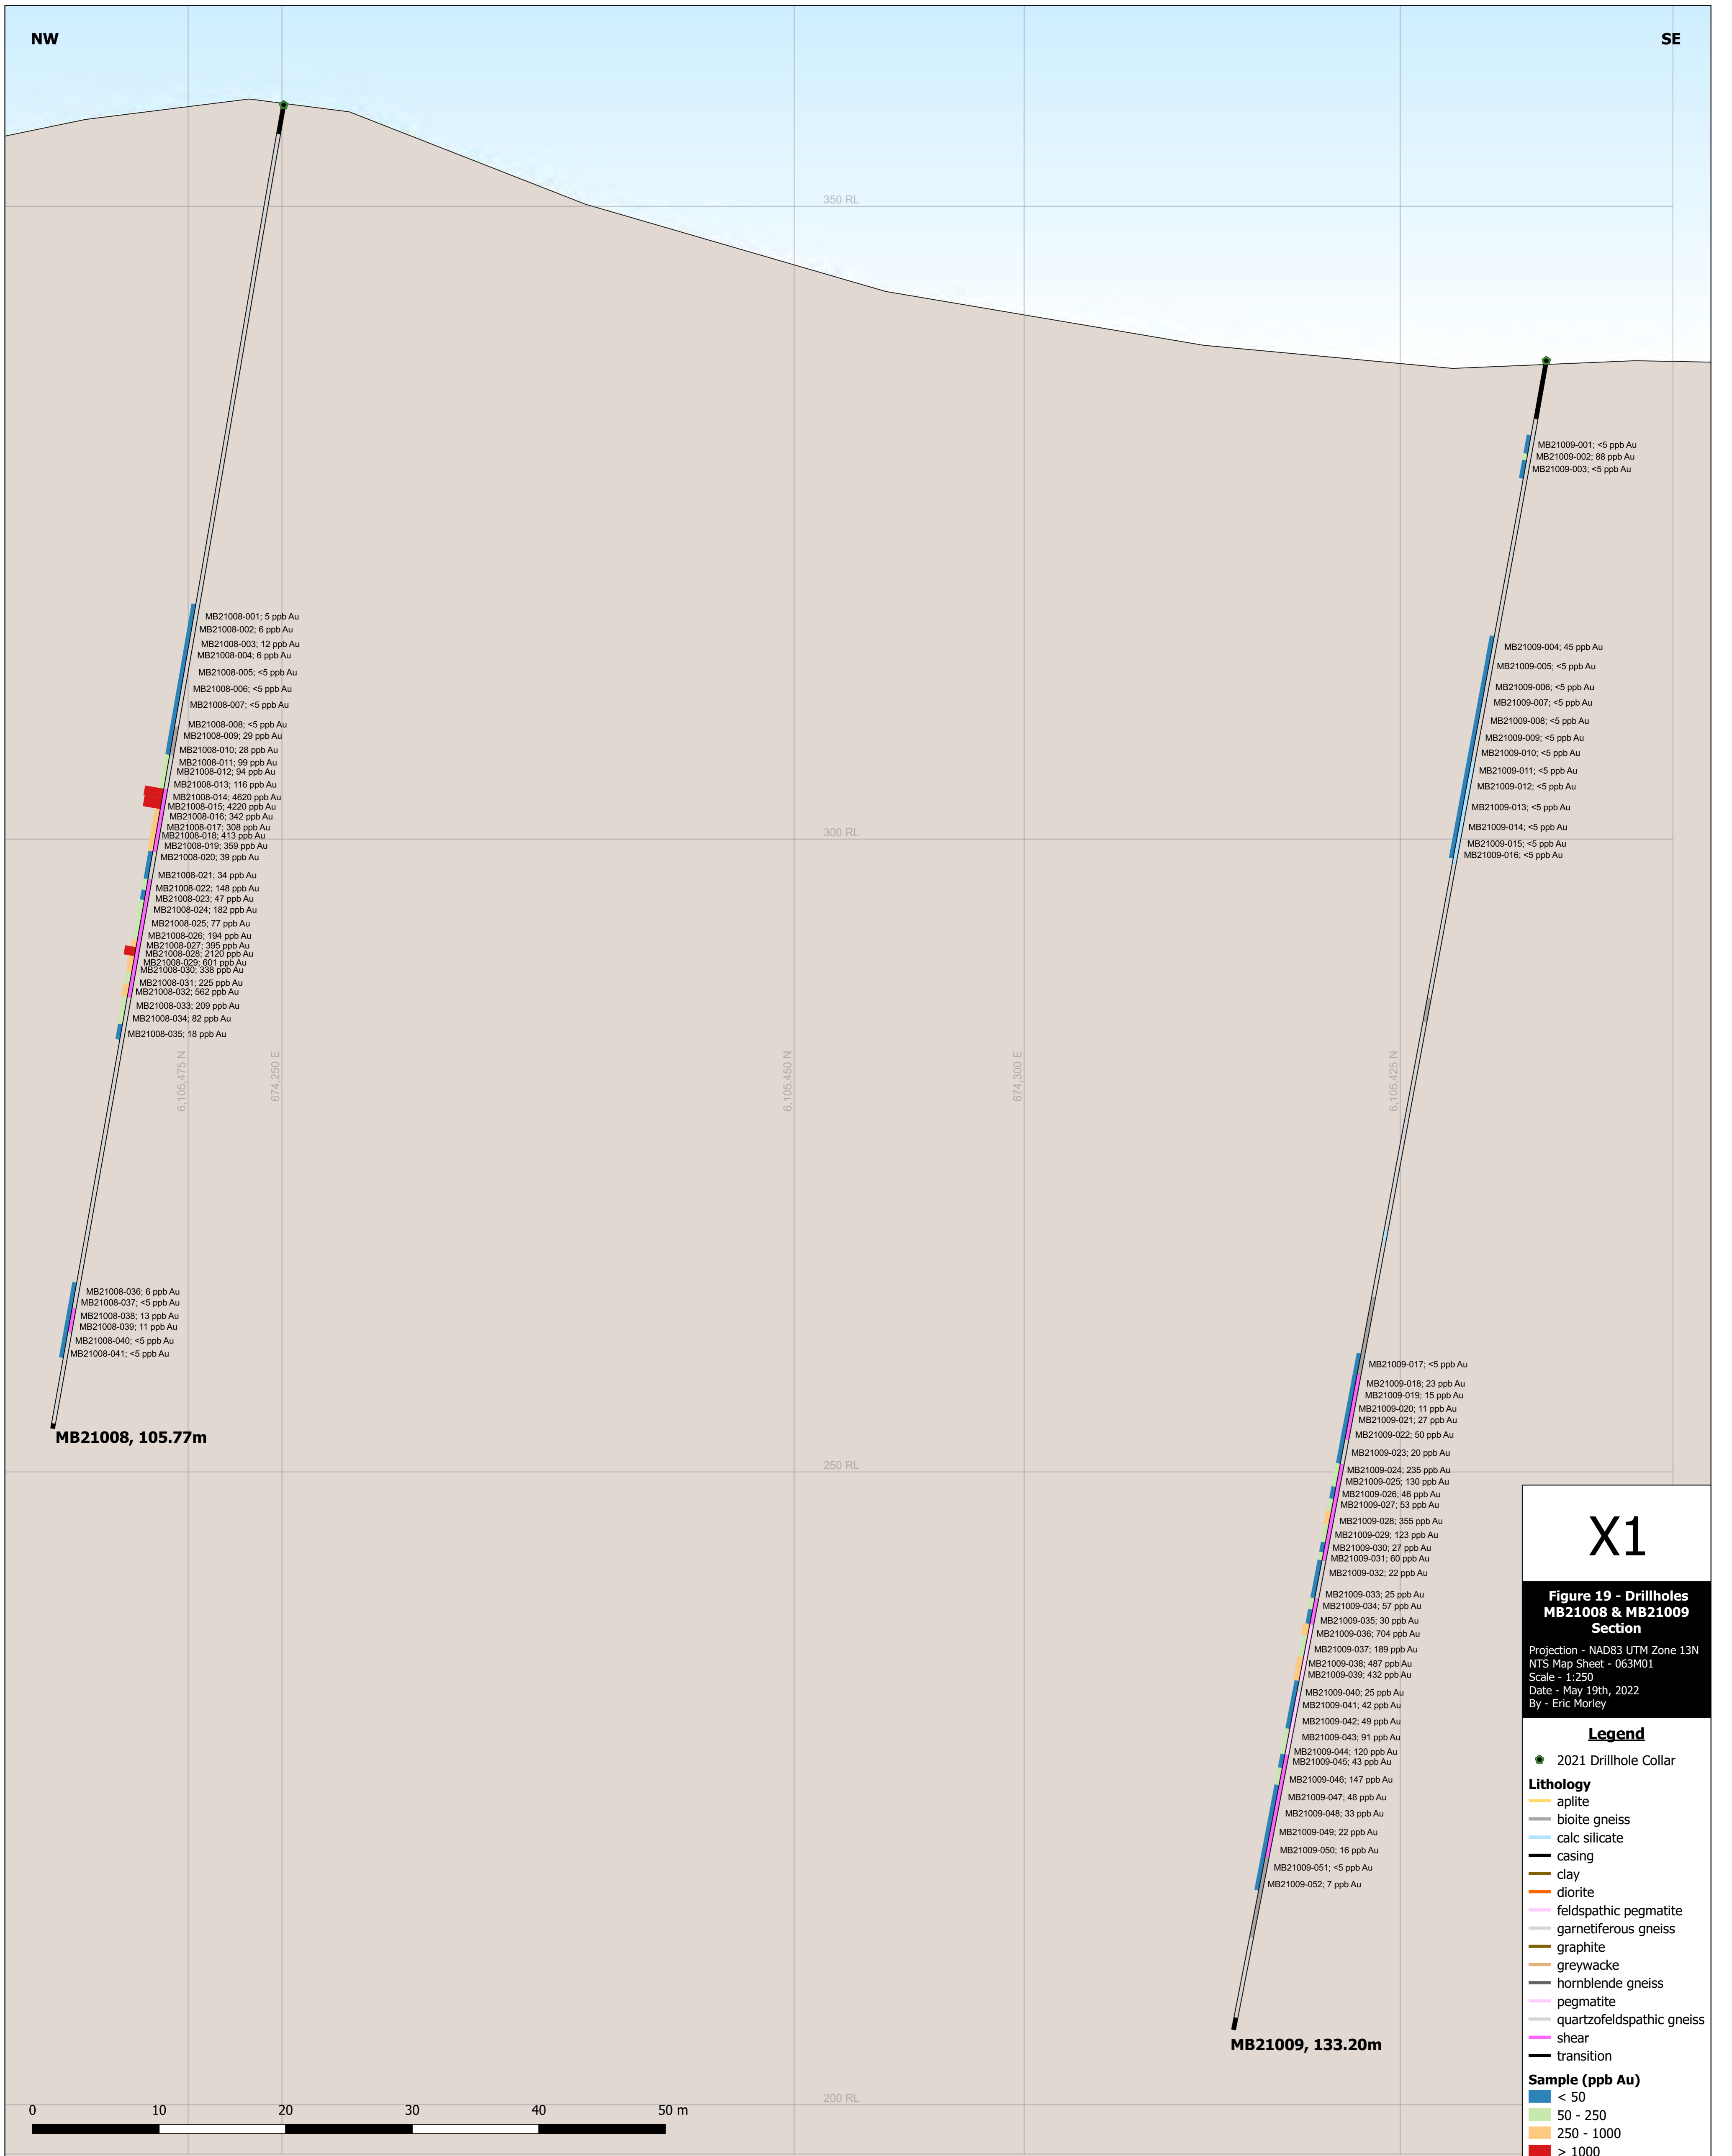 NW
SE
350 RL
MB21009-001; <5 ppb Au
MB21009-002; 88 ppb Au
MB21009-003; <5 ppb Au
MB21008-001; 5 ppb Au
MB21008-002; 6 ppb Au
MB21008-003; 12 ppb Au
MB21008-004; 6 ppb Au
MB21008-005; <5 ppb Au
MB21008-006; <5 ppb Au
MB21008-007; <5 ppb Au
MB21008-008; <5 ppb Au
MB21008-009; 29 ppb Au
MB21008-010; 28 ppb Au
MB21008-011; 99 ppb Au
MB21008-012; 94 ppb Au
MB21008-013; 116 ppb Au
MB21008-014; 4620 ppb Au
MB21008-015; 4220 ppb Au
MB21008-016; 342 ppb Au
MB21008-017; 308 ppb Au
MB21008-018; 413 ppb Au
MB21008-019; 359 ppb Au
MB21008-020; 39 ppb Au
MB21008-021; 34 ppb Au
MB21008-022; 148 ppb Au
MB21008-023; 47 ppb Au
MB21008-024; 182 ppb Au
MB21008-025; 77 ppb Au
MB21008-026; 194 ppb Au
MB21008-027; 395 ppb Au
MB21008-028; 2120 ppb Au
MB21008-029; 601 ppb Au
MB21008-030; 338 ppb Au
MB21008-031; 225 ppb Au
MB21008-032; 562 ppb Au
MB21008-033; 209 ppb Au
MB21008-034; 82 ppb Au
MB21008-035; 18 ppb Au
MB21009-004; 45 ppb Au
MB21009-005; <5 ppb Au
MB21009-006; <5 ppb Au
MB21009-007; <5 ppb Au
MB21009-008; <5 ppb Au
MB21009-009; <5 ppb Au
MB21009-010; <5 ppb Au
MB21009-011; <5 ppb Au
MB21009-012; <5 ppb Au
MB21009-013; <5 ppb Au
MB21009-014; <5 ppb Au
MB21009-015; <5 ppb Au
MB21009-016; <5 ppb Au
300 RL
6,105,475 N
674,250 E
6,105,450 N
674,300 E
6,105,425 N
MB21008-036; 6 ppb Au
MB21008-037; <5 ppb Au
MB21008-038; 13 ppb Au
MB21008-039; 11 ppb Au
MB21008-040; <5 ppb Au
MB21008-041; <5 ppb Au
MB21008, 105.77m
250 RL
MB21009-017; <5 ppb Au
MB21009-018; 23 ppb Au
MB21009-019; 15 ppb Au
MB21009-020; 11 ppb Au
MB21009-021; 27 ppb Au
MB21009-022; 50 ppb Au
MB21009-023; 20 ppb Au
MB21009-024; 235 ppb Au
MB21009-025; 130 ppb Au
MB21009-026; 46 ppb Au
MB21009-027; 53 ppb Au
MB21009-028; 355 ppb Au
MB21009-029; 123 ppb Au
MB21009-030; 27 ppb Au
MB21009-031; 60 ppb Au
MB21009-032; 22 ppb Au
MB21009-033; 25 ppb Au
MB21009-034; 57 ppb Au
MB21009-035; 30 ppb Au
MB21009-036; 704 ppb Au
MB21009-037; 189 ppb Au
MB21009-038; 487 ppb Au
MB21009-039; 432 ppb Au
MB21009-040; 25 ppb Au
MB21009-041; 42 ppb Au
MB21009-042; 49 ppb Au
MB21009-043; 91 ppb Au
MB21009-044; 120 ppb Au
MB21009-045; 43 ppb Au
MB21009-046; 147 ppb Au
MB21009-047; 48 ppb Au
MB21009-048; 33 ppb Au
MB21009-049; 22 ppb Au
MB21009-050; 16 ppb Au
MB21009-051; <5 ppb Au
MB21009-052; 7 ppb Au
MB21009, 133.20m
200 RL
0 10 20 30 40 50 m
X1
Figure 19 - Drillholes
MB21008 & MB21009
Section
Projection - NAD83 UTM Zone 13N
NTS Map Sheet - 063M01
Scale - 1:250
Date - May 19th, 2022
By - Eric Morley
Legend
2021 Drillhole Collar
Lithology
aplite
bioite gneiss
calc silicate
casing
clay
diorite
feldspathic pegmatite
garnetiferous gneiss
graphite
greywacke
hornblende gneiss
pegmatite
quartzofeldspathic gneiss
shear
transition
Sample (ppb Au)
< 50
50 - 250
250 - 1000
> 1000